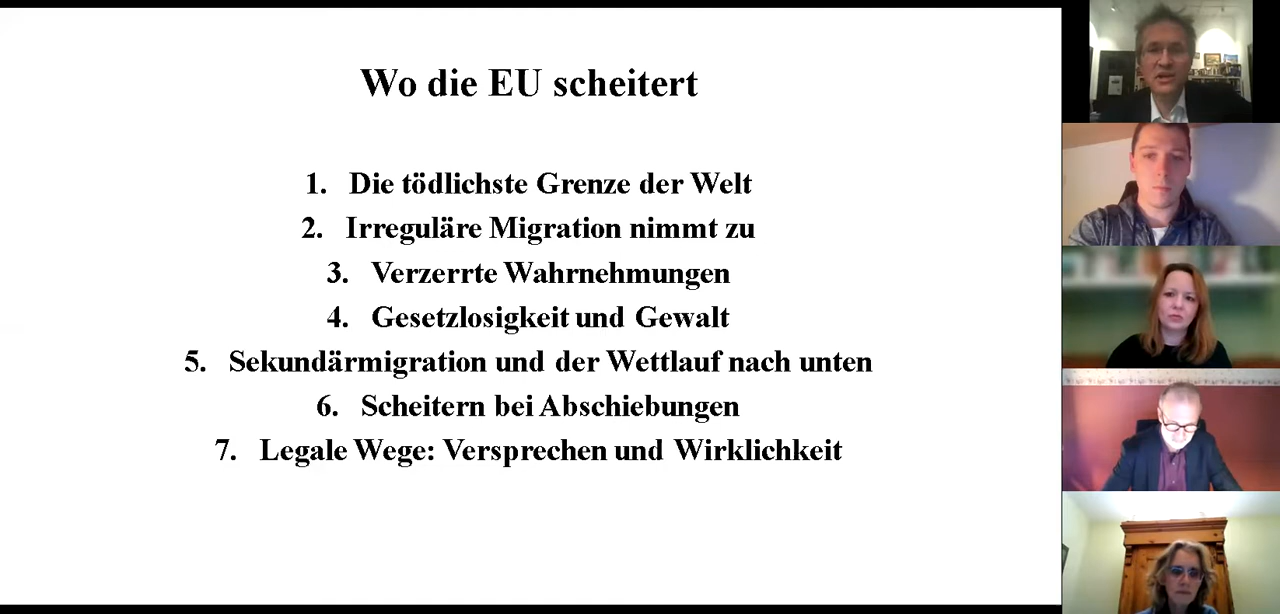 Wo die EU scheitert
1. Die tödlichste Grenze der Welt
2. Irreguläre Migration nimmt zu
3. Verzerrte Wahrnehmungen
4. Gesetzlosigkeit und Gewalt
5. Sekundärmigration und der Wettlauf nach unten
6. Scheitern bei Abschiebungen
7. Legale Wege: Versprechen und Wirklichkeit